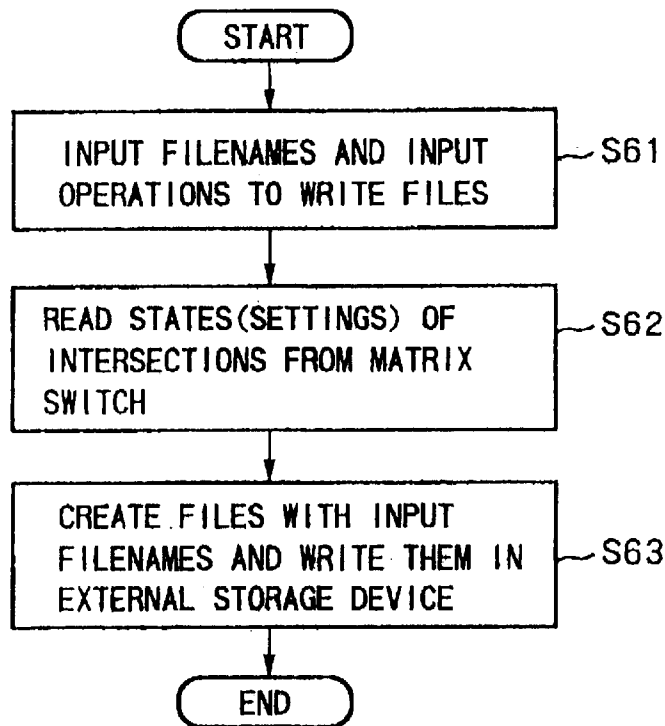 START
INPUT FILENAMES AND INPUT
OPERATIONS TO WRITE FILES
S61
READ STATES(SETTINGS) OF
INTERSECTIONS FROM MATRIX
SWITCH
S62
CREATE FILES WITH INPUT
FILENAMES AND WRITE THEM IN
EXTERNAL STORAGE DEVICE
S63
END